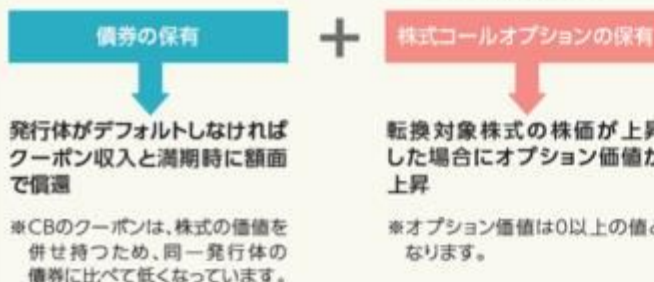 債券の保有
+
株式コールオプションの保有
発行体がデフォルトしなければ
クーポン収入と満期時に額面
で償還
※CBのクーポンは、株式の価値を
併せ持つため、同一発行体の
債券に比べて低くなっています。
転換対象株式の株価が上昇
した場合にオプション価値が
上昇
※オプション価値は0以上の値と
なります。